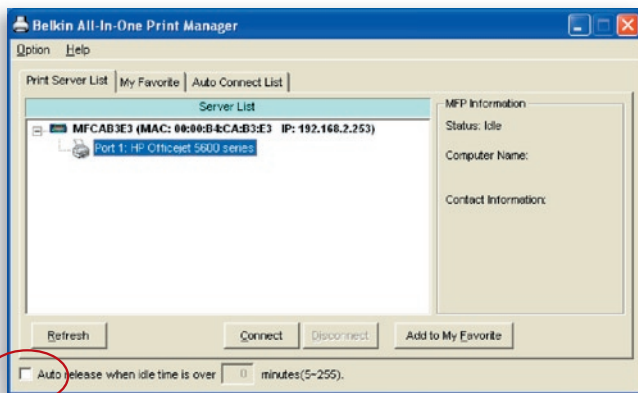 Belkin All-In-One Print Manager
Option Help
Print Server List My Favorite Auto Connect List
Server List
MFCAB3E3 (MAC: 00:00:B4:CA:B3:E3 IP: 192.168.2.253)
Port 1: HP Officejet 5600 series
MFP Information
Status: Idle
Computer Name:
Contact Information:
Refresh Connect Disconnect Add to My Favorite
Auto release when idle time is over 0 minutes(5~255).